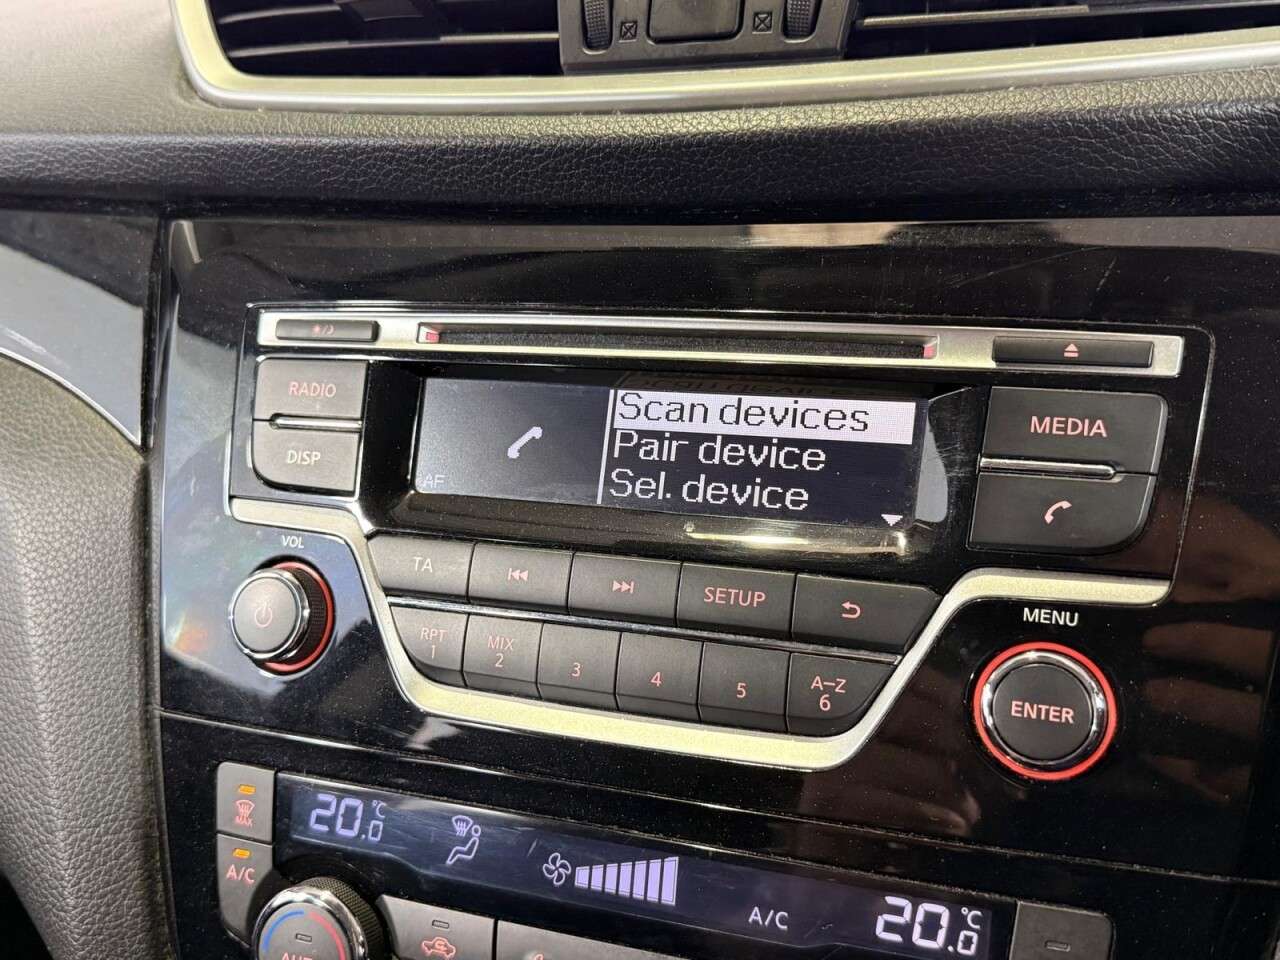 RADIO
DISP
AF
Scan devices
Pair device
Sel. device
MEDIA
VOL
TA
SETUP
RPT
1
MIX
2
3
4
5
A-Z
6
MENU
ENTER
MAX
A/C
20.0
°C
A/C
20.0
°C
AUTO